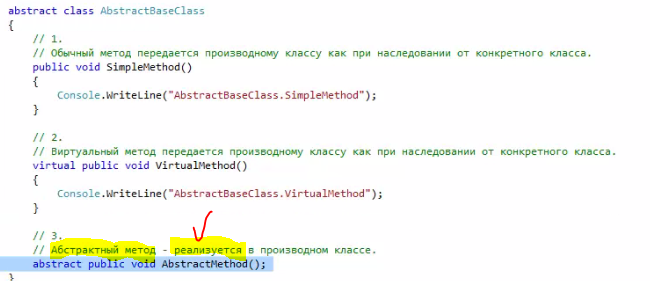 abstract class AbstractBaseClass
{
// 1.
// Обычный метод передается производному классу как при наследовании от конкретного класса.
public void SimpleMethod()
{
Console.WriteLine("AbstractBaseClass.SimpleMethod");
}
// 2.
// Виртуальный метод передается производному классу как при наследовании от конкретного класса.
virtual public void VirtualMethod()
{
Console.WriteLine("AbstractBaseClass.VirtualMethod");
}
// 3.
// Абстрактный метод - реализуется в производном классе.
abstract public void AbstractMethod();
}